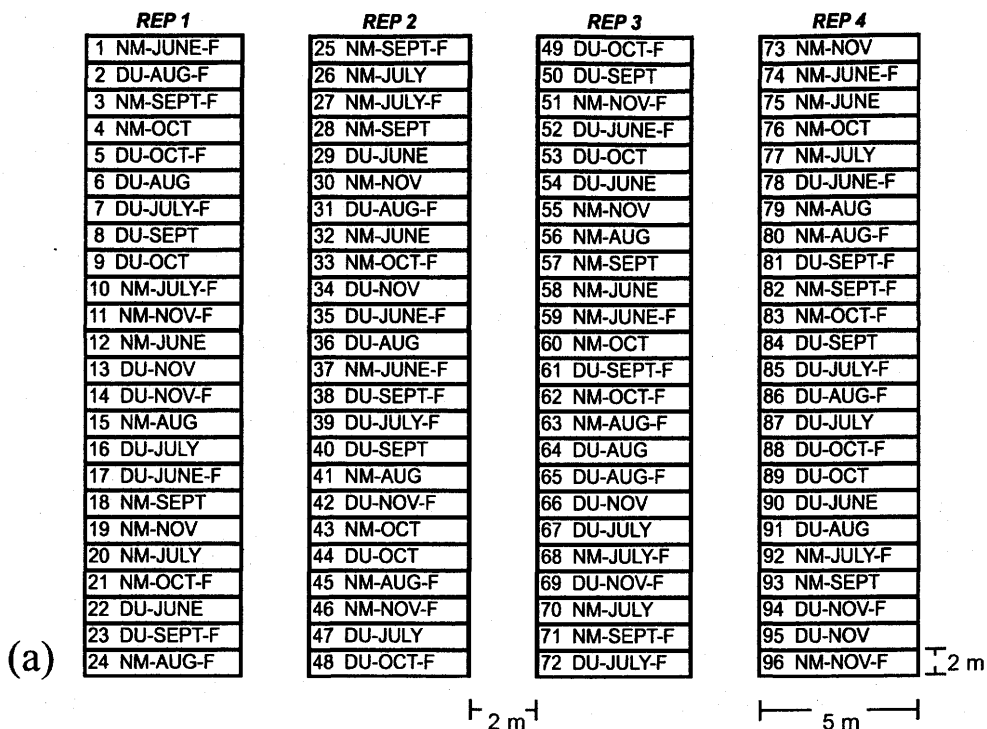 REP 1
1 NM-JUNE-F
2 DU-AUG-F
3 NM-SEPT-F
4 NM-OCT
5 DU-OCT-F
6 DU-AUG
7 DU-JULY-F
8 DU-SEPT
9 DU-OCT
10 NM-JULY-F
11 NM-NOV-F
12 NM-JUNE
13 DU-NOV
14 DU-NOV-F
15 NM-AUG
16 DU-JULY
17 DU-JUNE-F
18 NM-SEPT
19 NM-NOV
20 NM-JULY
21 NM-OCT-F
22 DU-JUNE
23 DU-SEPT-F
24 NM-AUG-F
REP 2
25 NM-SEPT-F
26 NM-JULY
27 NM-JULY-F
28 NM-SEPT
29 DU-JUNE
30 NM-NOV
31 DU-AUG-F
32 NM-JUNE
33 NM-OCT-F
34 DU-NOV
35 DU-JUNE-F
36 DU-AUG
37 NM-JUNE-F
38 DU-SEPT-F
39 DU-JULY-F
40 DU-SEPT
41 NM-AUG
42 DU-NOV-F
43 NM-OCT
44 DU-OCT
45 NM-AUG-F
46 NM-NOV-F
47 DU-JULY
48 DU-OCT-F
REP 3
49 DU-OCT-F
50 DU-SEPT
51 NM-NOV-F
52 DU-JUNE-F
53 DU-OCT
54 DU-JUNE
55 NM-NOV
56 NM-AUG
57 NM-SEPT
58 NM-JUNE
59 NM-JUNE-F
60 NM-OCT
61 DU-SEPT-F
62 NM-OCT-F
63 NM-AUG-F
64 DU-AUG
65 DU-AUG-F
66 DU-NOV
67 DU-JULY
68 NM-JULY-F
69 DU-NOV-F
70 NM-JULY
71 NM-SEPT-F
72 DU-JULY-F
REP 4
73 NM-NOV
74 NM-JUNE-F
75 NM-JUNE
76 NM-OCT
77 NM-JULY
78 DU-JUNE-F
79 NM-AUG
80 NM-AUG-F
81 DU-SEPT-F
82 NM-SEPT-F
83 NM-OCT-F
84 DU-SEPT
85 DU-JULY-F
86 DU-AUG-F
87 DU-JULY
88 DU-OCT-F
89 DU-OCT
90 DU-JUNE
91 DU-AUG
92 NM-JULY-F
93 NM-SEPT
94 DU-NOV-F
95 DU-NOV
96 NM-NOV-F
(a)
2 m
2 m
5 m